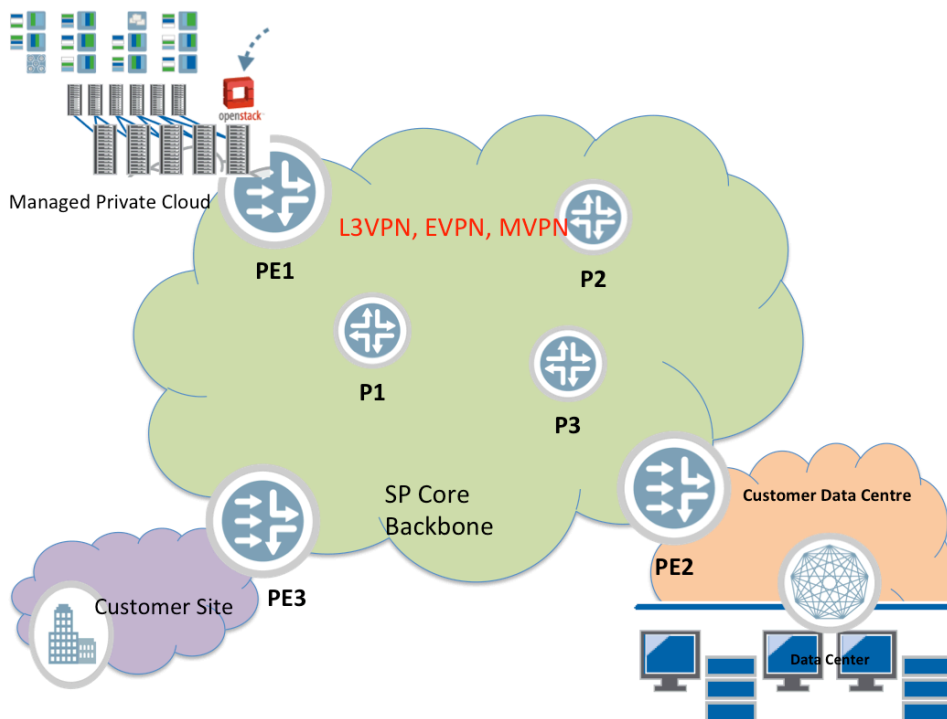 openstack
Managed Private Cloud
L3VPN, EVPN, MVPN
PE1
P2
P1
P3
SP Core
Backbone
Customer Data Centre
PE2
PE3
Customer Site
Data Center